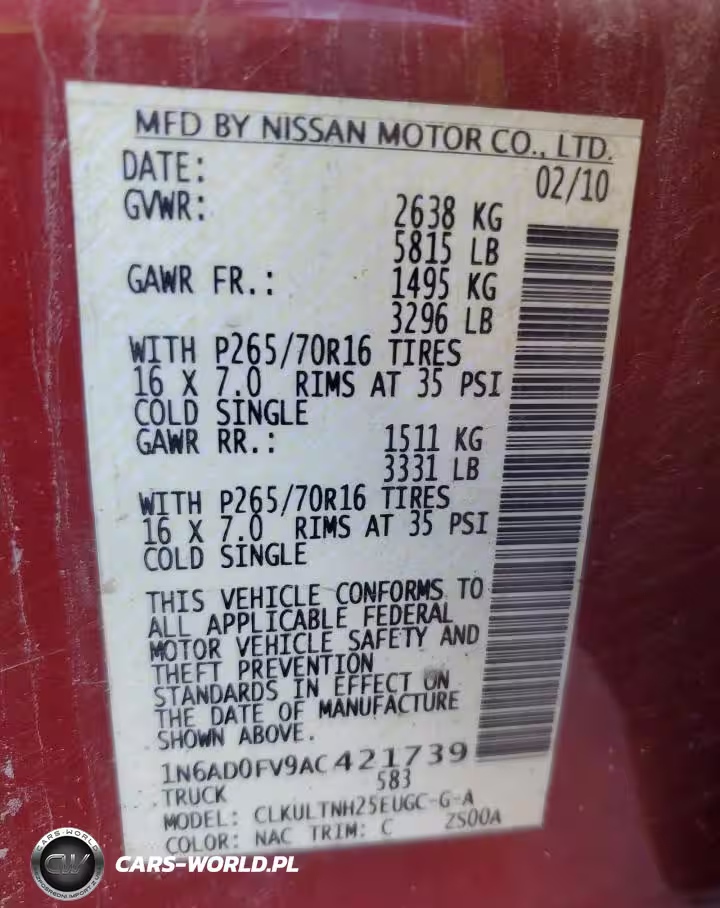 MFD BY NISSAN MOTOR CO., LTD.
DATE: 02/10
GVWR: 2638 KG
5815 LB
GAWR FR.: 1495 KG
3296 LB
WITH P265/70R16 TIRES
16 X 7.0 RIMS AT 35 PSI
COLD SINGLE
GAWR RR.: 1511 KG
3331 LB
WITH P265/70R16 TIRES
16 X 7.0 RIMS AT 35 PSI
COLD SINGLE
THIS VEHICLE CONFORMS TO
ALL APPLICABLE FEDERAL
MOTOR VEHICLE SAFETY AND
THEFT PREVENTION
STANDARDS IN EFFECT ON
THE DATE OF MANUFACTURE
SHOWN ABOVE.
1N6AD0FV9AC421739
TRUCK 583
MODEL: CLKULTNH25EUGC-G-A
COLOR: NAC TRIM: C ZS00A
CARS-WORLD
CW
CARS-WORLD.PL